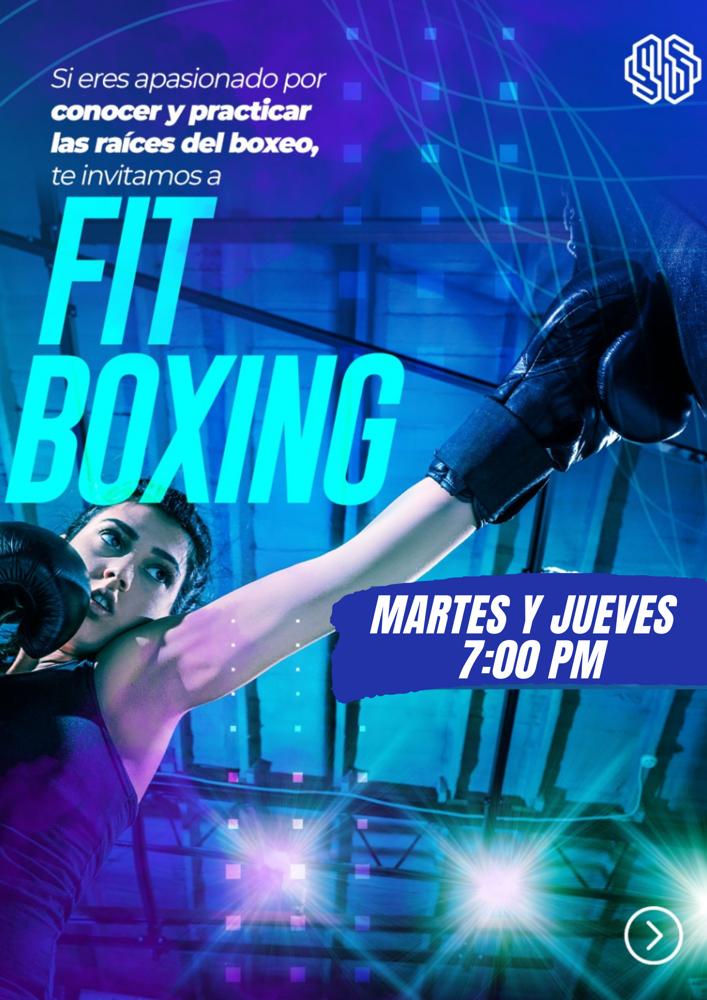 Si eres apasionado por
conocer y practicar
las raíces del boxeo,
te invitamos a
FIT
BOXING
MARTES Y JUEVES
7:00 PM